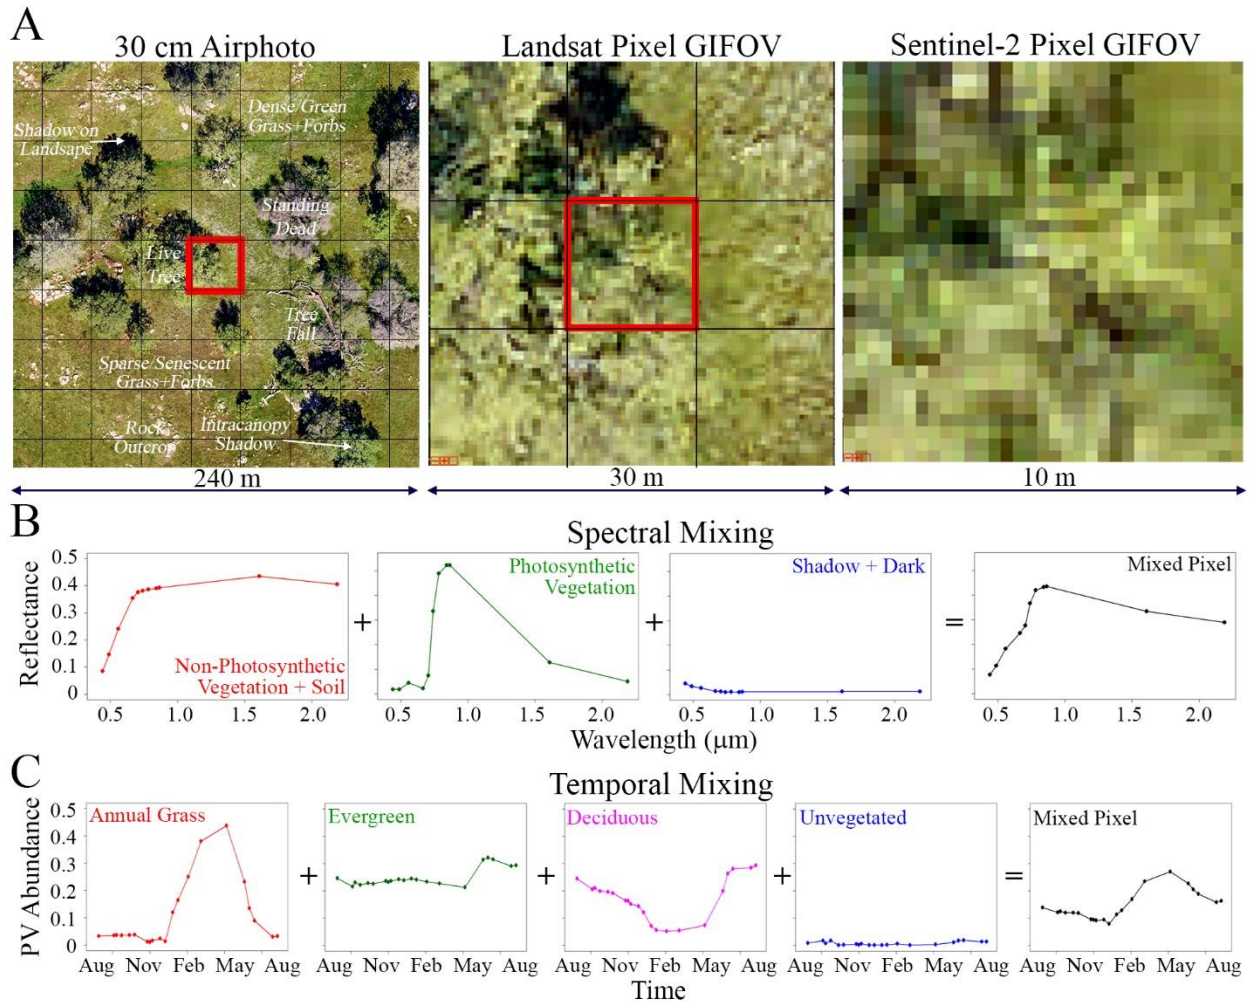 A
30 cm Airphoto
Landsat Pixel GIFOV
Sentinel-2 Pixel GIFOV
Dense/Green
Grass+Forbs
Shadow on
Landsape
Standing
Dead
Live
Tree
Tree
Fall
Sparse/Senescent
Grass+Forbs
Rock
Outcrop
Intracanopy
Shadow
240 m
30 m
10 m
B
Spectral Mixing
Reflectance
0.5
0.4
0.3
0.2
0.1
0
Non-Photosynthetic
Vegetation + Soil
+
Photosynthetic
Vegetation
+
Shadow + Dark
=
Mixed Pixel
0.5 1.0 1.5 2.0
0.5 1.0 1.5 2.0
0.5 1.0 1.5 2.0
0.5 1.0 1.5 2.0
Wavelength (μm)
C
Temporal Mixing
PV Abundance
0.5
0.4
0.3
0.2
0.1
0
Annual Grass
+
Evergreen
+
Deciduous
+
Unvegetated
=
Mixed Pixel
Aug Nov Feb May Aug
Aug Nov Feb May Aug
Aug Nov Feb May Aug
Aug Nov Feb May Aug
Aug Nov Feb May Aug
Time